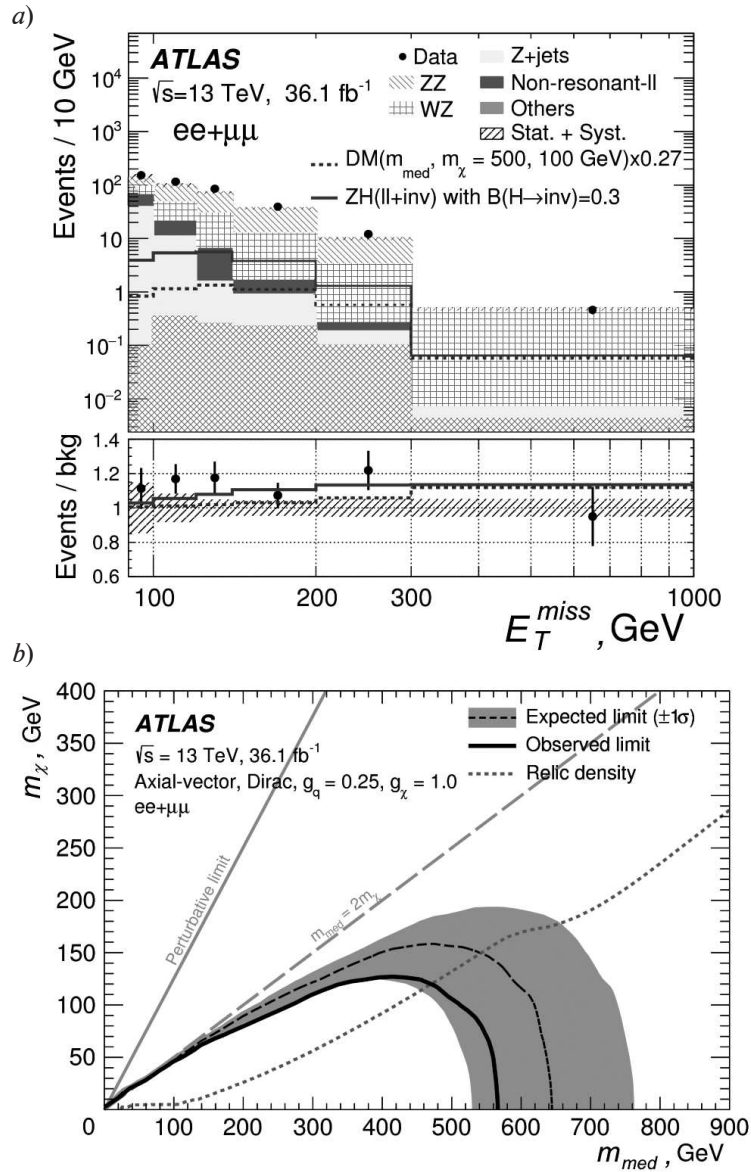 a)
ATLAS
√s=13 TeV, 36.1 fb⁻¹
ee+μμ
Data
ZZ
WZ
Z+jets
Non-resonant-ll
Others
Stat. + Syst.
DM(m_med, m_χ = 500, 100 GeV)x0.27
ZH(ll+inv) with B(H→inv)=0.3
Events / 10 GeV
10⁴
10³
10²
10
1
10⁻¹
10⁻²
Events / bkg
1.4
1.2
1
0.8
0.6
100
200
300
1000
E_T^miss, GeV
b)
m_χ, GeV
400
350
300
250
200
150
100
50
ATLAS
√s = 13 TeV, 36.1 fb⁻¹
Axial-vector, Dirac, g_q = 0.25, g_χ = 1.0
ee+μμ
Expected limit (±1σ)
Observed limit
Relic density
Perturbative limit
m_med = 2m_χ
0 100 200 300 400 500 600 700 800 900
m_med, GeV